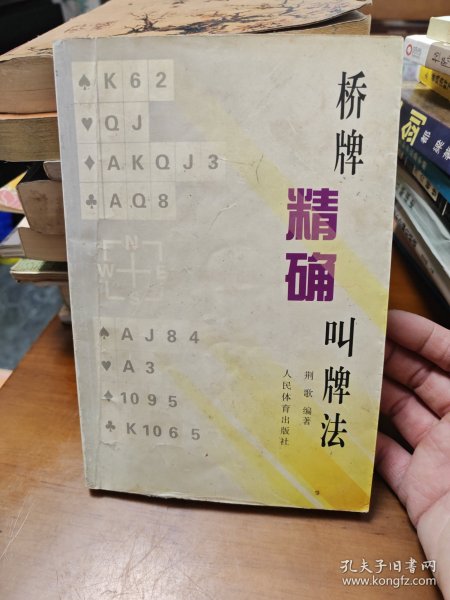 ♠ K 6 2
♥ Q J
♦ A K Q J 3
♣ A Q 8
N
W E
S
♠ A J 8 4
♥ A 3
♠ 10 9 5
♣ K 10 6 5
桥牌
精确
叫牌法
荆歌 编著
人民体育出版社
孔夫子旧书网
www.kongfz.com